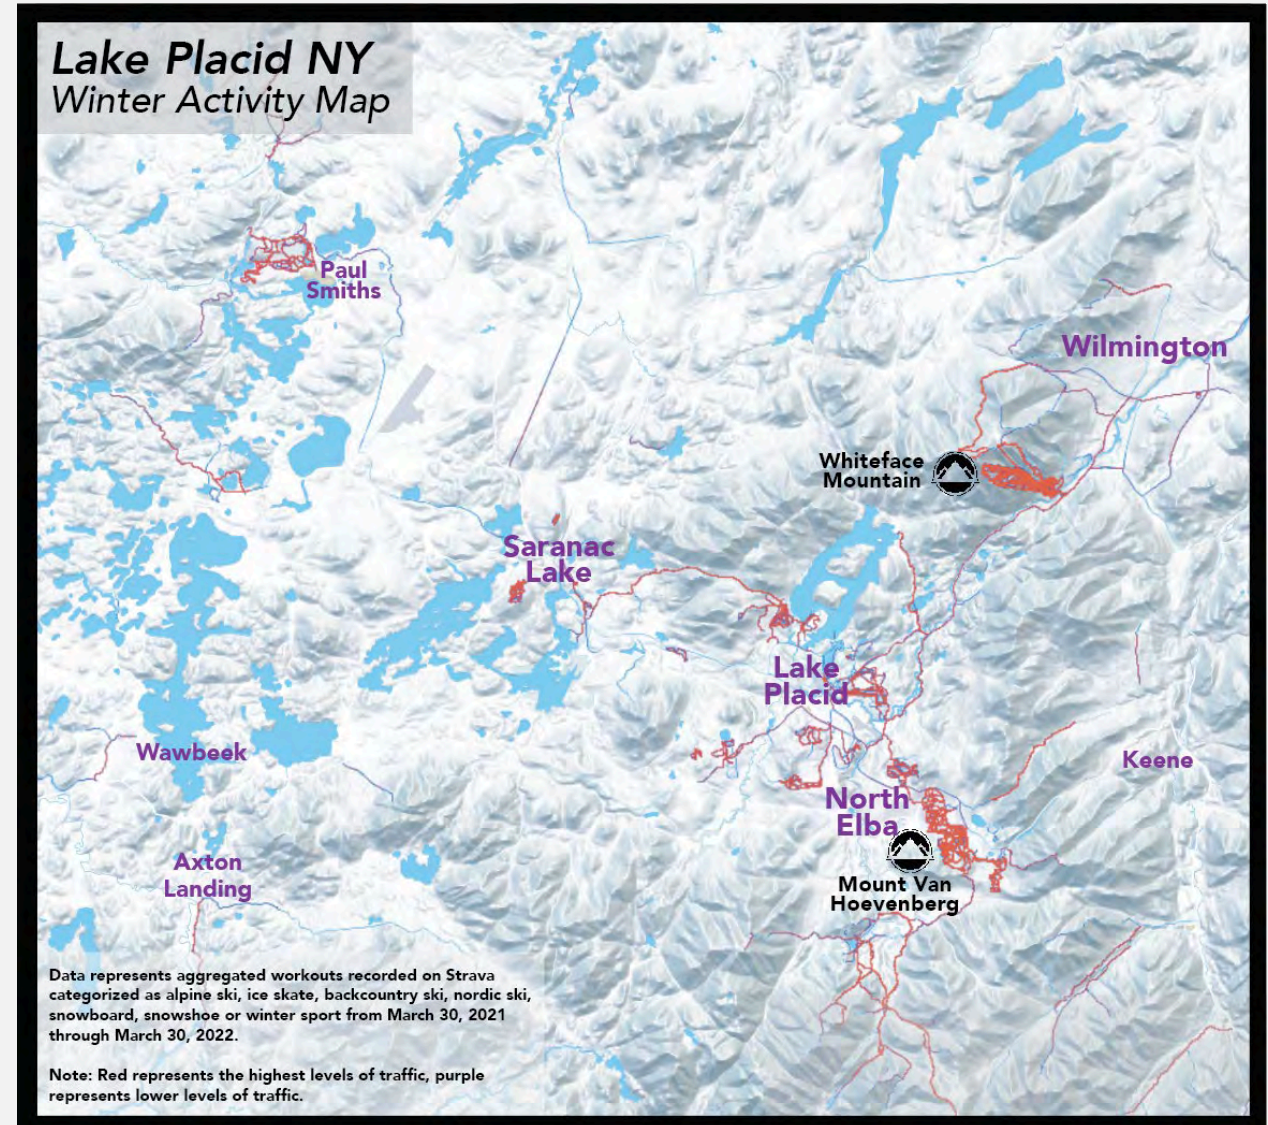 Lake Placid NY
Winter Activity Map
Paul
Smiths
Wilmington
Whiteface
Mountain
Saranac
Lake
Lake
Placid
Wawbeek
Keene
North
Elba
Axton
Landing
Mount Van
Hoevenberg
Data represents aggregated workouts recorded on Strava
categorized as alpine ski, ice skate, backcountry ski, nordic ski,
snowboard, snowshoe or winter sport from March 30, 2021
through March 30, 2022.
Note: Red represents the highest levels of traffic, purple
represents lower levels of traffic.